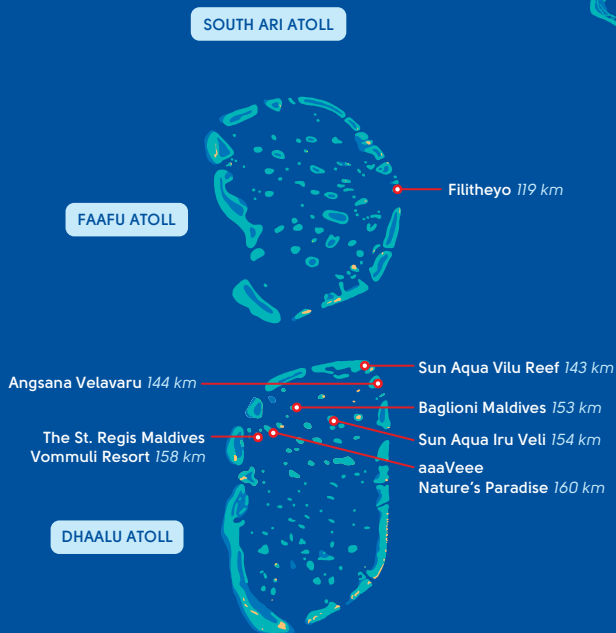 SOUTH ARI ATOLL
Filitheyo 119 km
FAAFU ATOLL
Sun Aqua Vilu Reef 143 km
Angsana Velavaru 144 km
Baglioni Maldives 153 km
The St. Regis Maldives
Vommuli Resort 158 km
Sun Aqua Iru Veli 154 km
aaaVeee
Nature's Paradise 160 km
DHAALU ATOLL